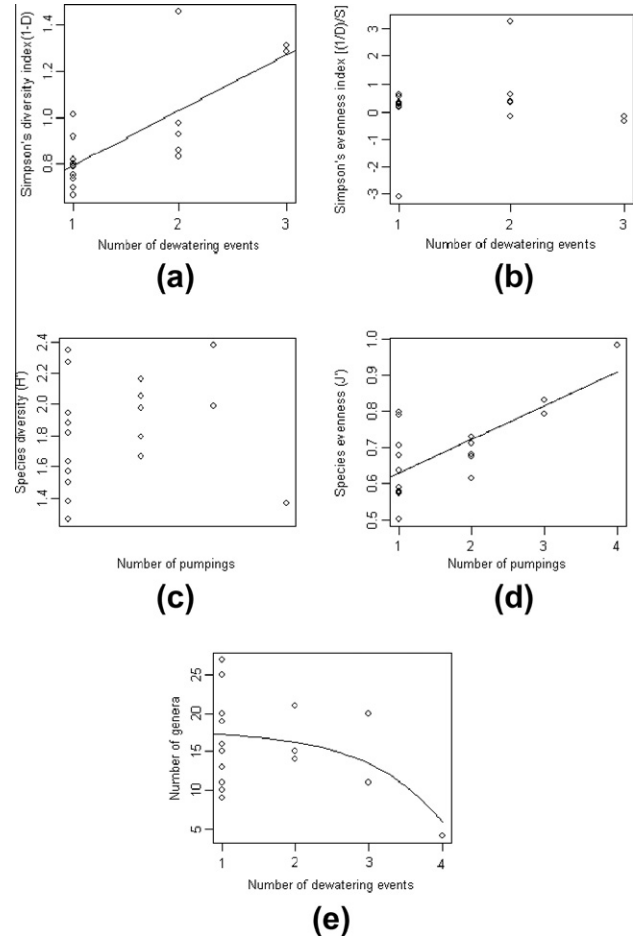 Simpson's diversity index(1-D)
1.4
1.2
1.0
0.8
1 2 3
Number of dewatering events
(a)
Simpson's evenness index [(1/D)/S]
3
2
1
0
-1
-2
-3
1 2 3
Number of dewatering events
(b)
Species diversity (H')
2.4
2.2
2.0
1.8
1.6
1.4
Number of pumpings
(c)
Species evenness (J')
1.0
0.9
0.8
0.7
0.6
0.5
1 2 3 4
Number of pumpings
(d)
Number of genera
25
20
15
10
5
1 2 3 4
Number of dewatering events
(e)